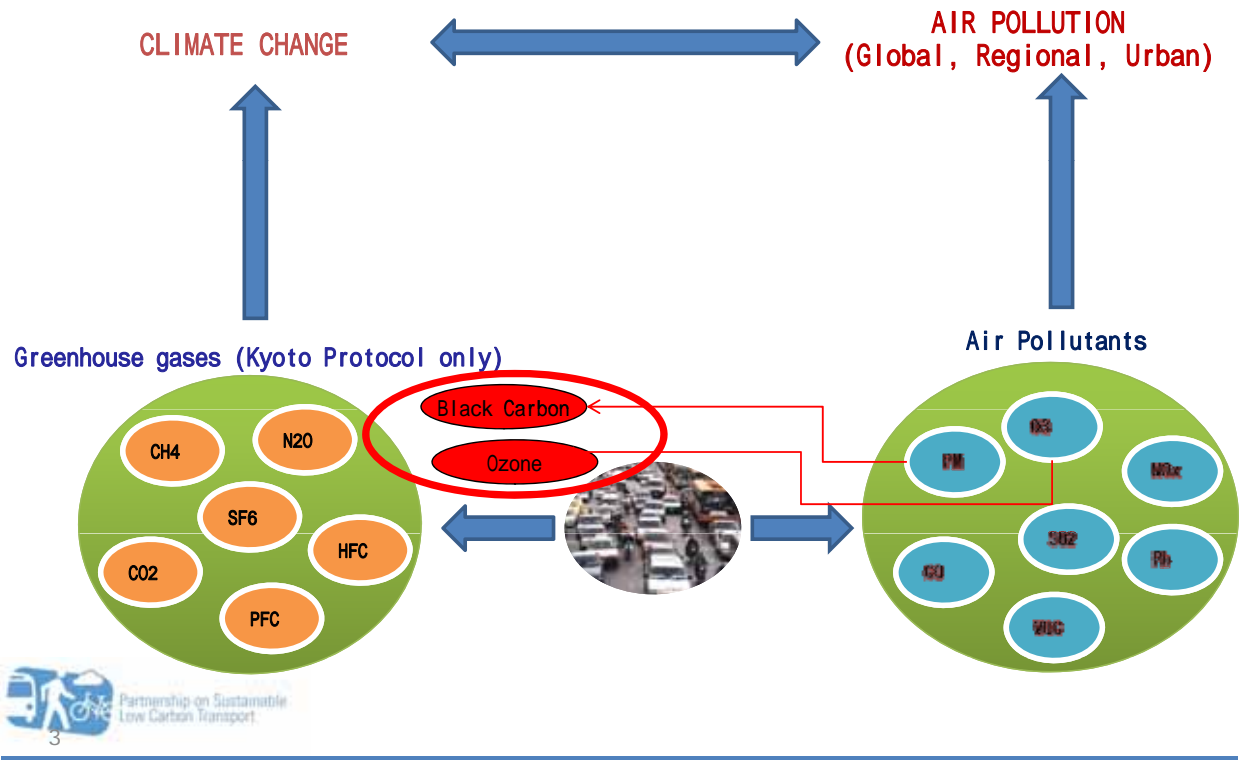 CLIMATE CHANGE
AIR POLLUTION
(Global, Regional, Urban)
Greenhouse gases (Kyoto Protocol only)
Air Pollutants
Black Carbon
Ozone
CH4
N2O
SF6
HFC
CO2
PFC
O3
PM
NOx
SO2
Pb
CO
VOC
Partnership on Sustainable
Low Carbon Transport
3